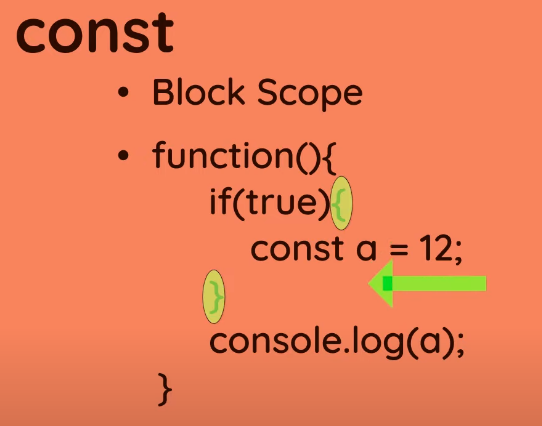 const
• Block Scope
• function(){
if(true){
const a = 12;
}
console.log(a);
}